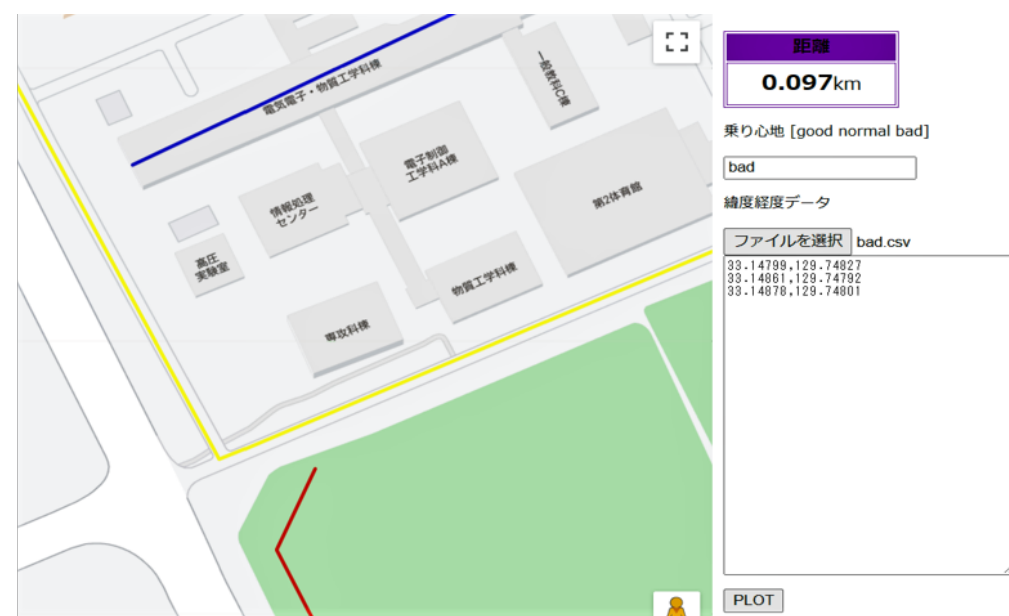 電気電子・物質工学科棟
一般教科C棟
電子制御
工学科A棟
情報処理
センター
第2体育館
高圧
実験室
物質工学科棟
専攻科棟
距離
0.097km
乗り心地 [good normal bad]
bad
緯度経度データ
ファイルを選択 bad.csv
33.14799,129.74827
33.14861,129.74792
33.14878,129.74801
PLOT